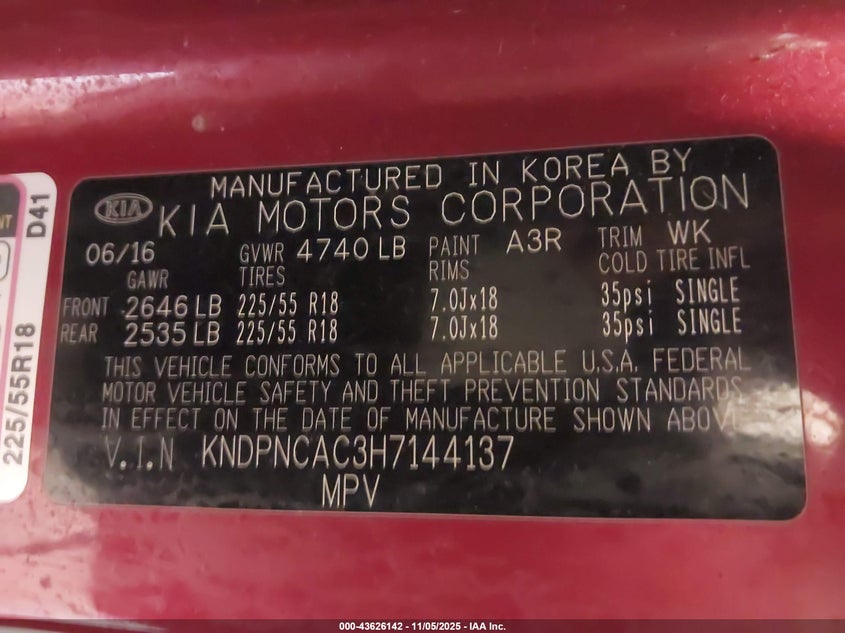 MANUFACTURED IN KOREA BY
KIA KIA MOTORS CORPORATION
06/16 GVWR 4740 LB PAINT A3R TRIM WK
GAWR TIRES RIMS COLD TIRE INFL
FRONT 2646 LB 225/55 R18 7.0Jx18 35psi SINGLE
REAR 2535 LB 225/55 R18 7.0Jx18 35psi SINGLE
THIS VEHICLE CONFORMS TO ALL APPLICABLE U.S.A. FEDERAL
MOTOR VEHICLE SAFETY AND THEFT PREVENTION STANDARDS
IN EFFECT ON THE DATE OF MANUFACTURE SHOWN ABOVE
V.I.N KNDPNCAC3H7144137
MPV
D41
225/55R18
000-43626142 - 11/05/2025 - IAA Inc.